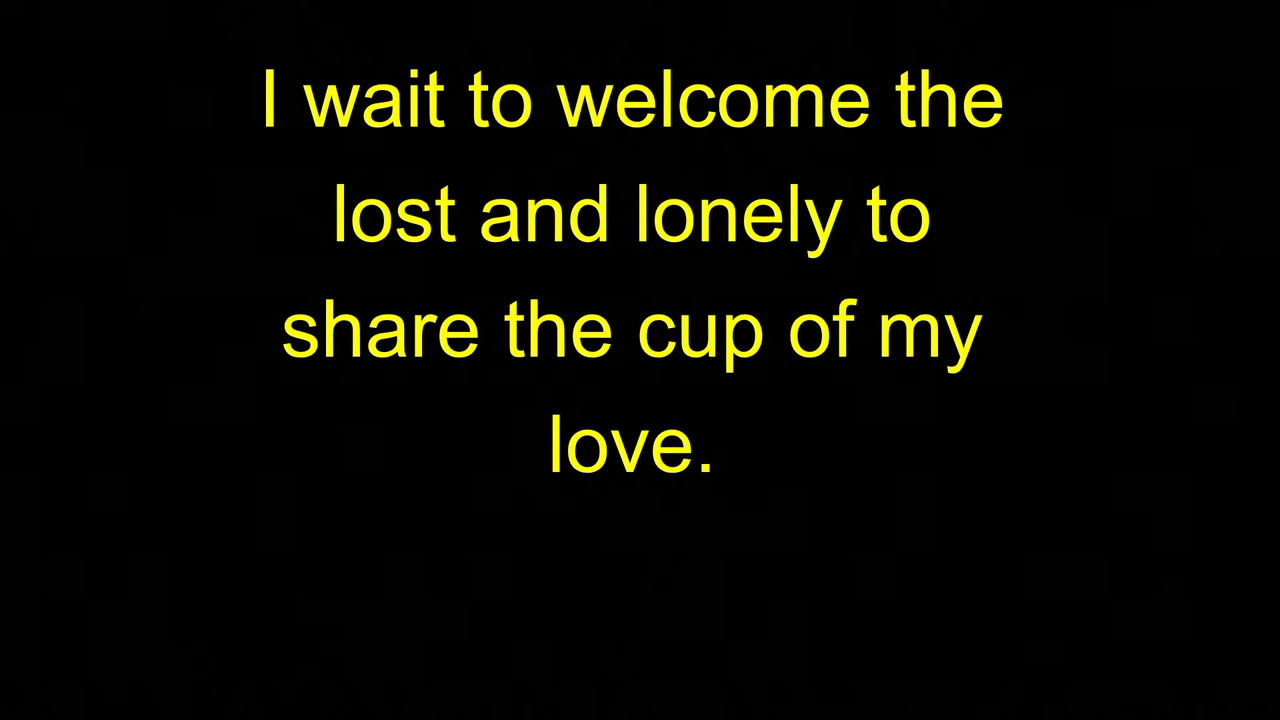 I wait to welcome the
lost and lonely to
share the cup of my
love.